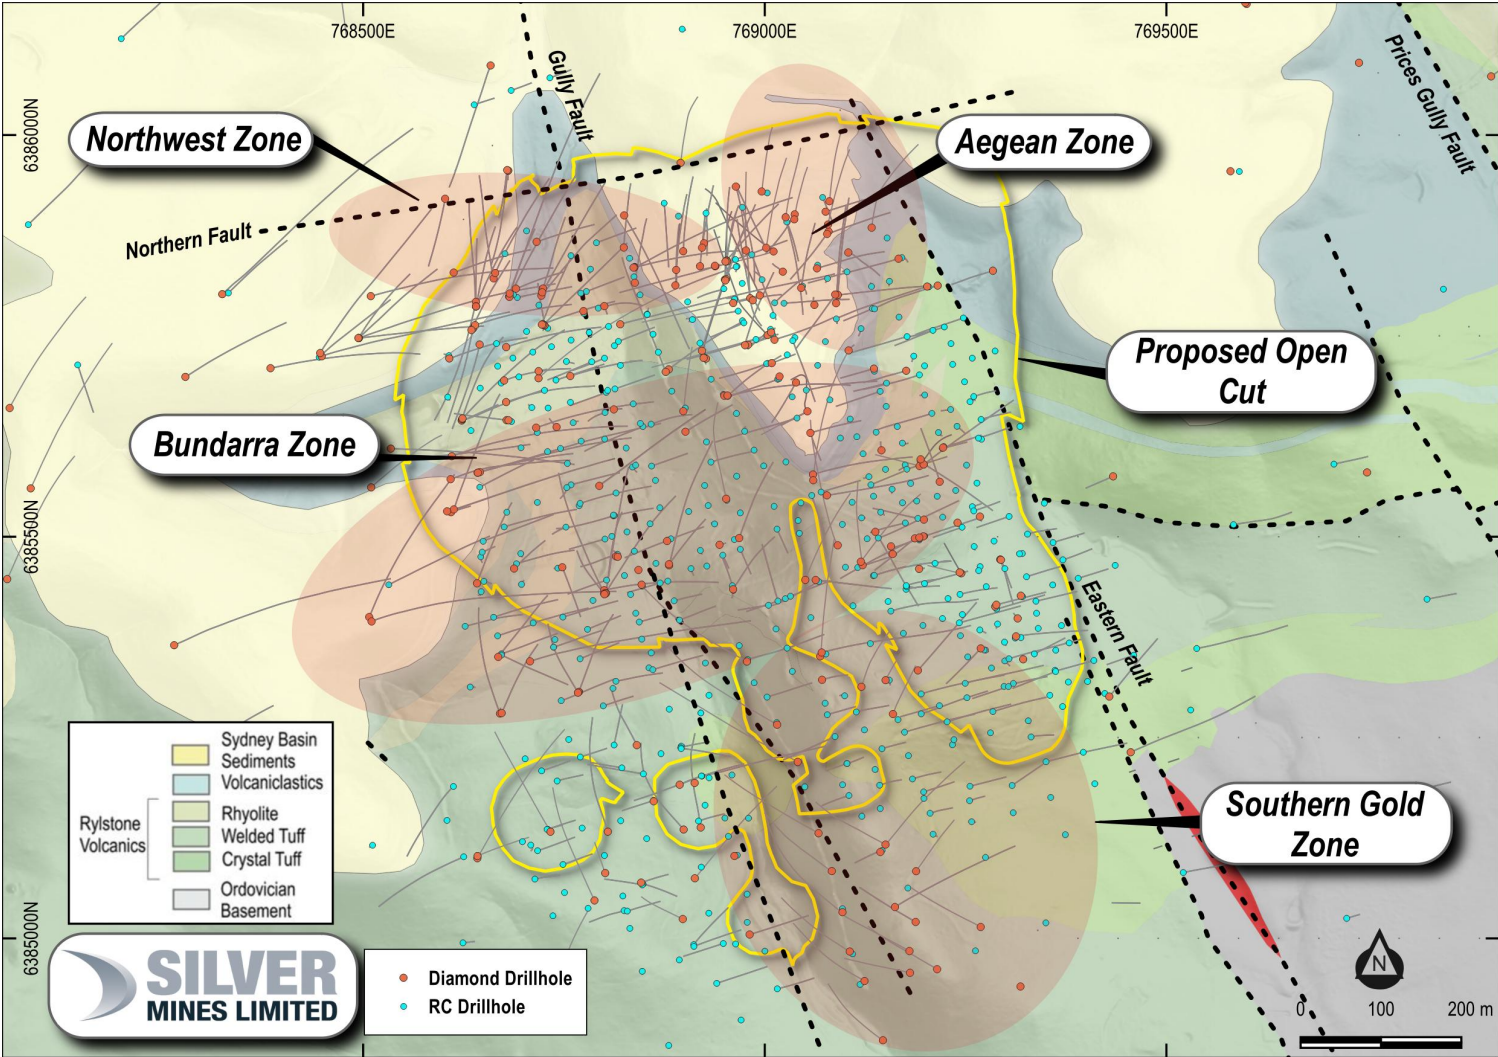 768500E
769000E
769500E
6386000N
6385500N
6385000N
Gully Fault
Prices Gully Fault
Northwest Zone
Aegean Zone
Northern Fault
Proposed Open
Cut
Bundarra Zone
Eastern Fault
Southern Gold
Zone
Sydney Basin
Sediments
Volcaniclastics
Rylstone
Volcanics
Rhyolite
Welded Tuff
Crystal Tuff
Ordovician
Basement
SILVER
MINES LIMITED
Diamond Drillhole
RC Drillhole
N
0 100 200 m